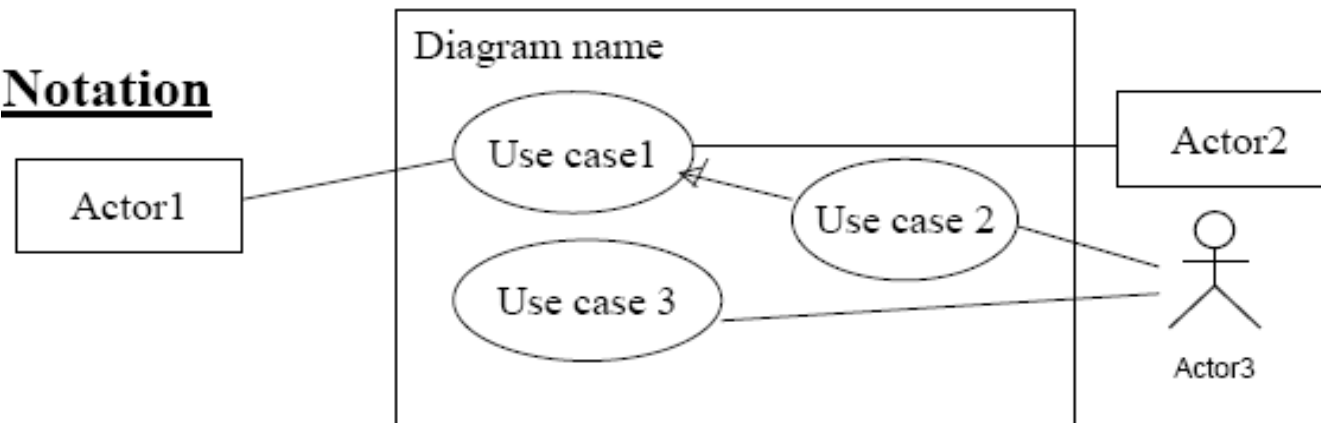 Diagram name
Notation
Use case1
Actor2
Actor1
Use case 2
Use case 3
Actor3